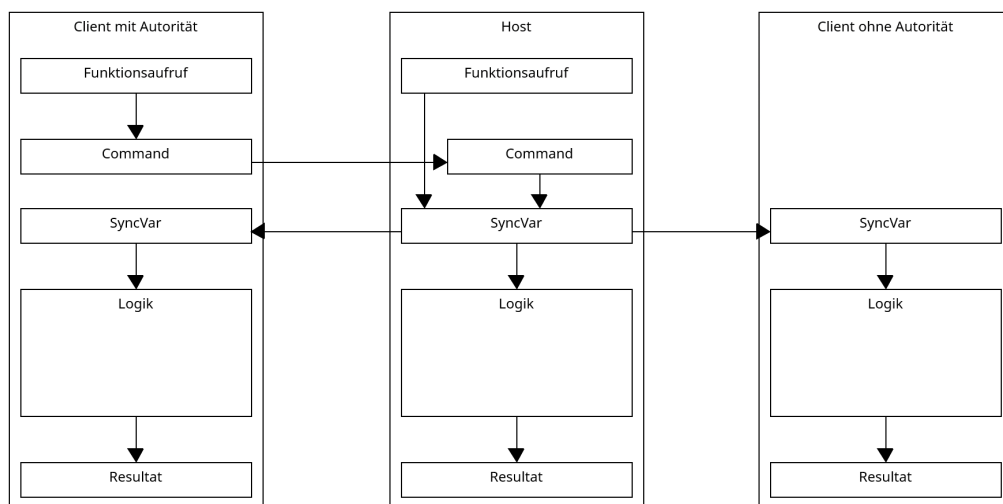 Client mit Autorität
Host
Client ohne Autorität
Funktionsaufruf
Funktionsaufruf
Command
Command
SyncVar
SyncVar
SyncVar
Logik
Logik
Logik
Resultat
Resultat
Resultat